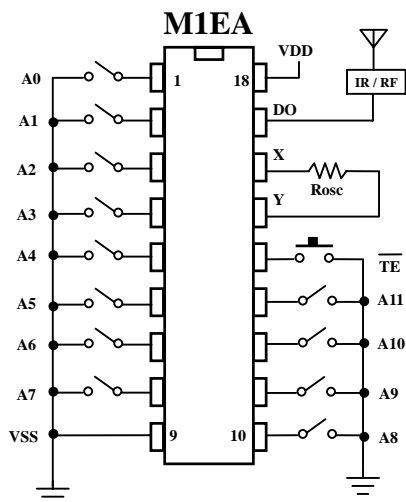 M1EA
A0
A1
A2
A3
A4
A5
A6
A7
VSS
1
9
18
10
VDD
DO
IR / RF
X
Y
Rosc
TE
A11
A10
A9
A8